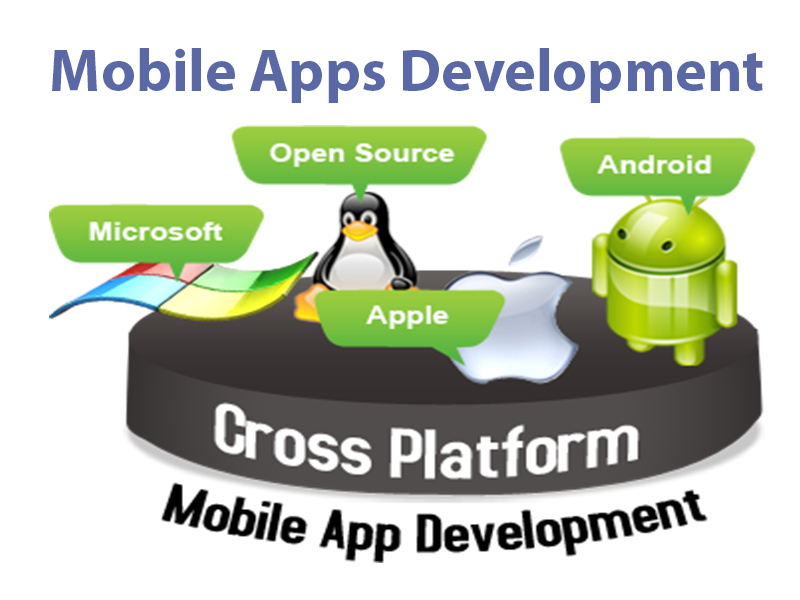 Mobile Apps Development
Open Source
Android
Microsoft
Apple
Cross Platform
Mobile App Development